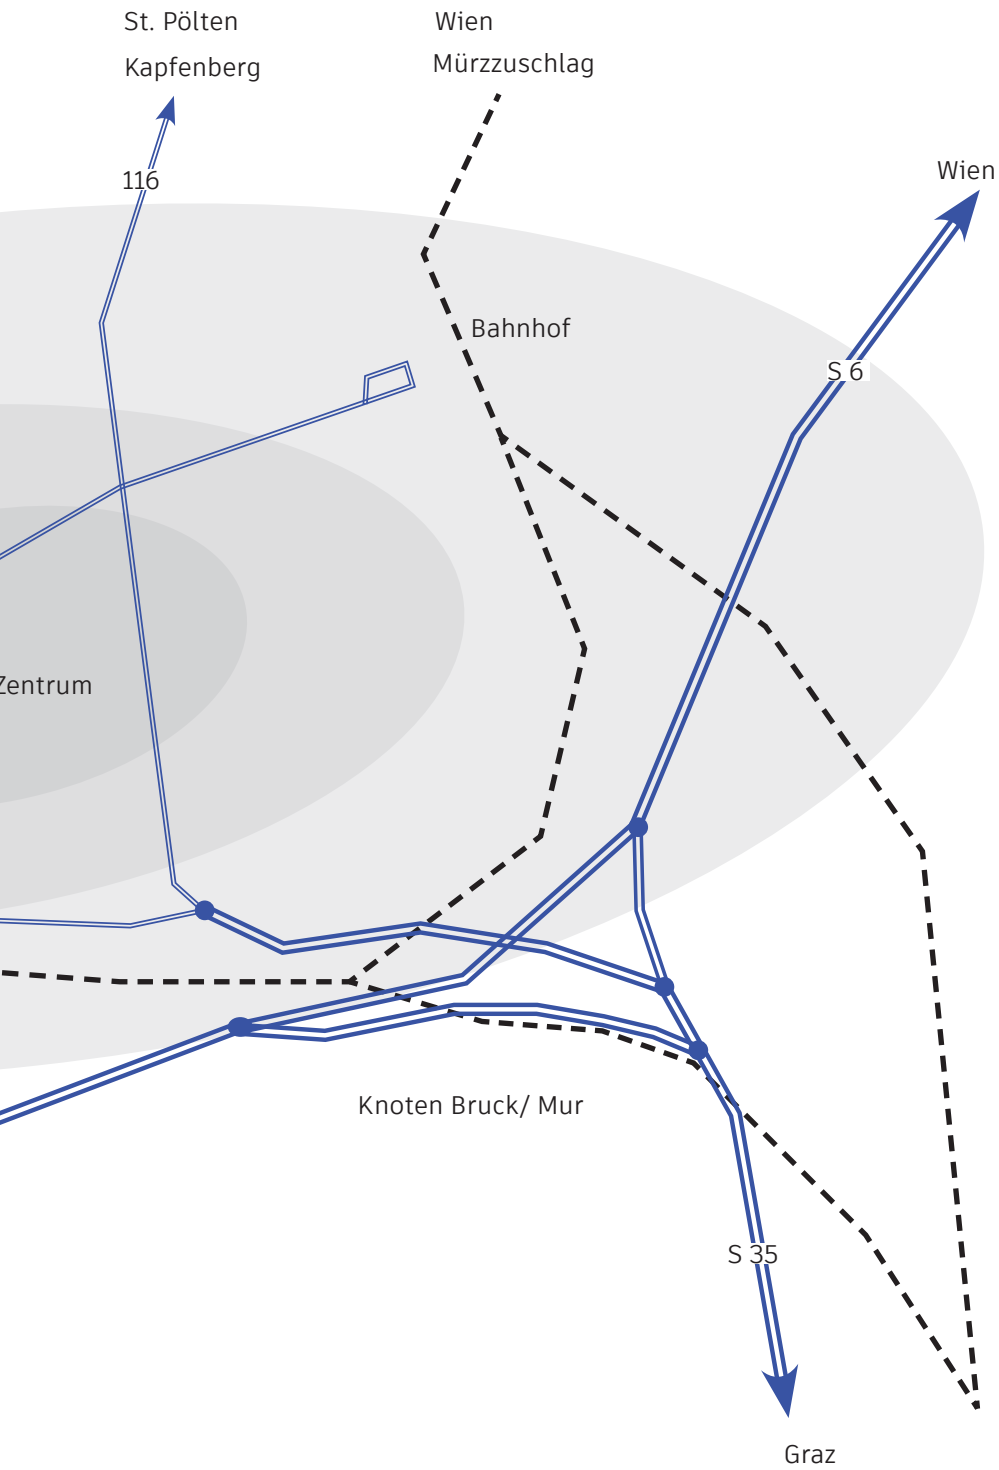 St. Pölten
Kapfenberg
Wien
Mürzzuschlag
Wien
116
Bahnhof
S 6
Zentrum
Knoten Bruck/ Mur
S 35
Graz